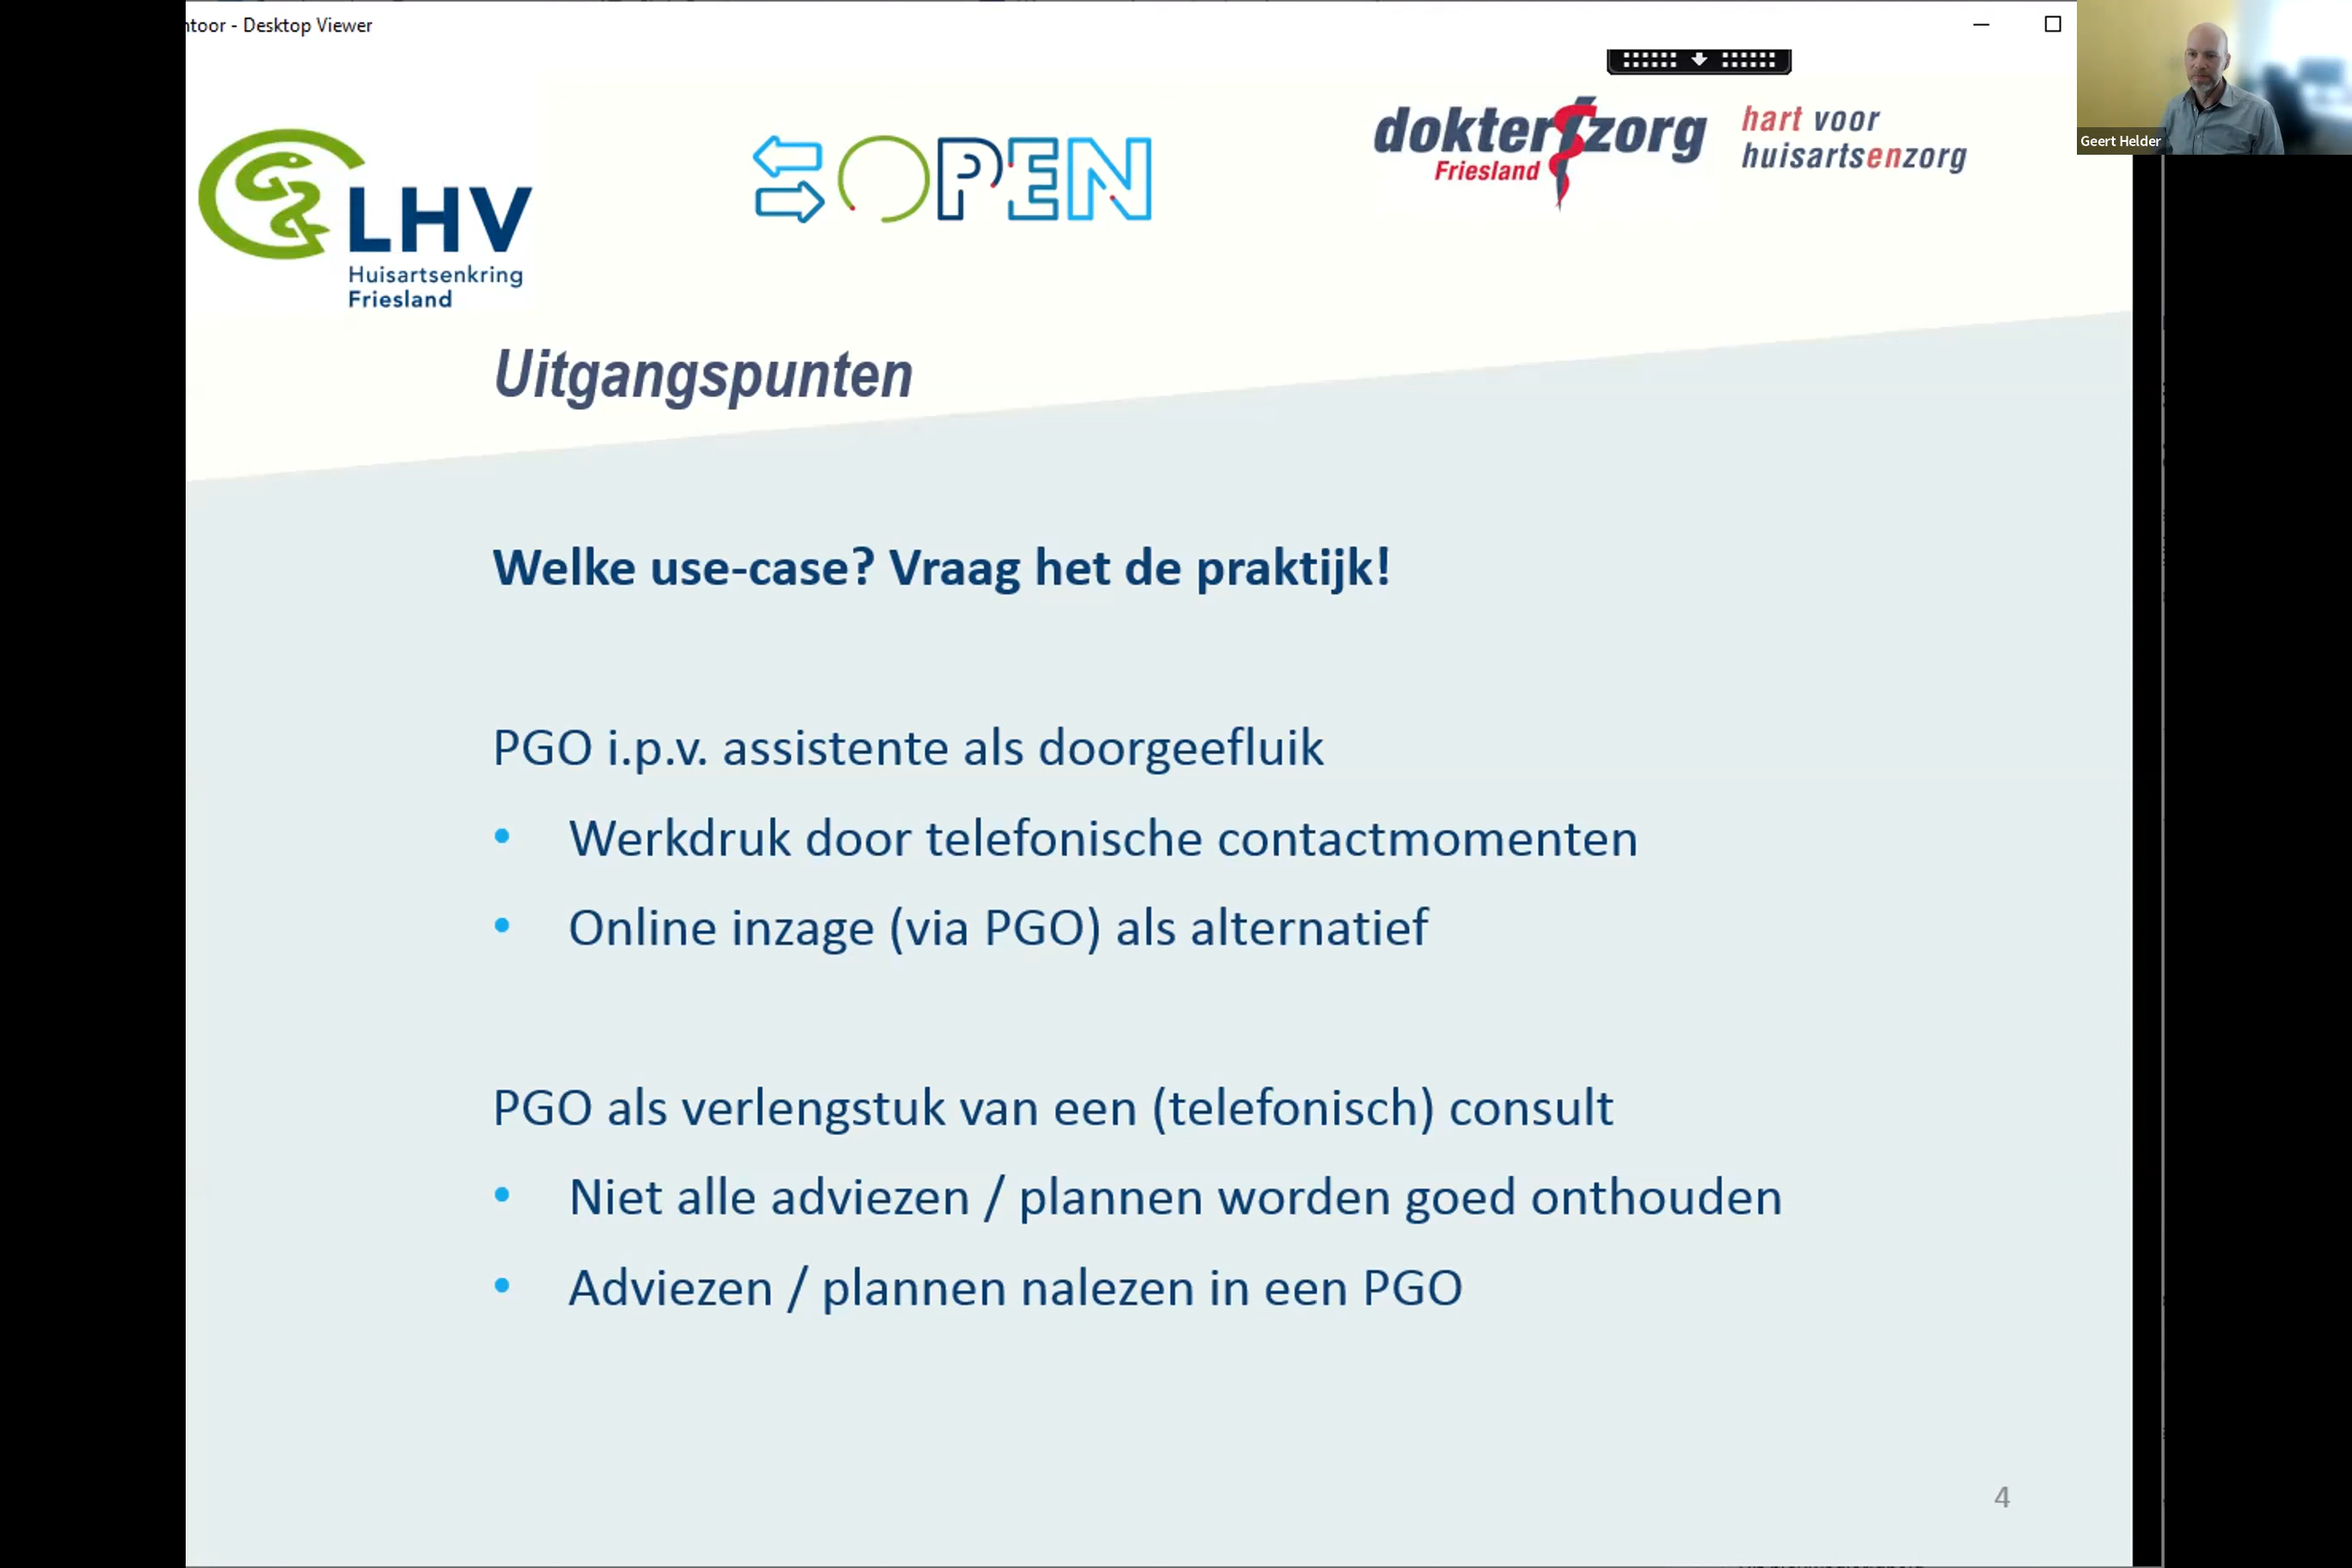 ntoor - Desktop Viewer
Geert Helder
LHV
Huisartsenkring
Friesland
OPEN
dokterzorg
Friesland
hart voor
huisartsenzorg
Uitgangspunten
Welke use-case? Vraag het de praktijk!
PGO i.p.v. assistente als doorgeefluik
• Werkdruk door telefonische contactmomenten
• Online inzage (via PGO) als alternatief
PGO als verlengstuk van een (telefonisch) consult
• Niet alle adviezen / plannen worden goed onthouden
• Adviezen / plannen nalezen in een PGO
4